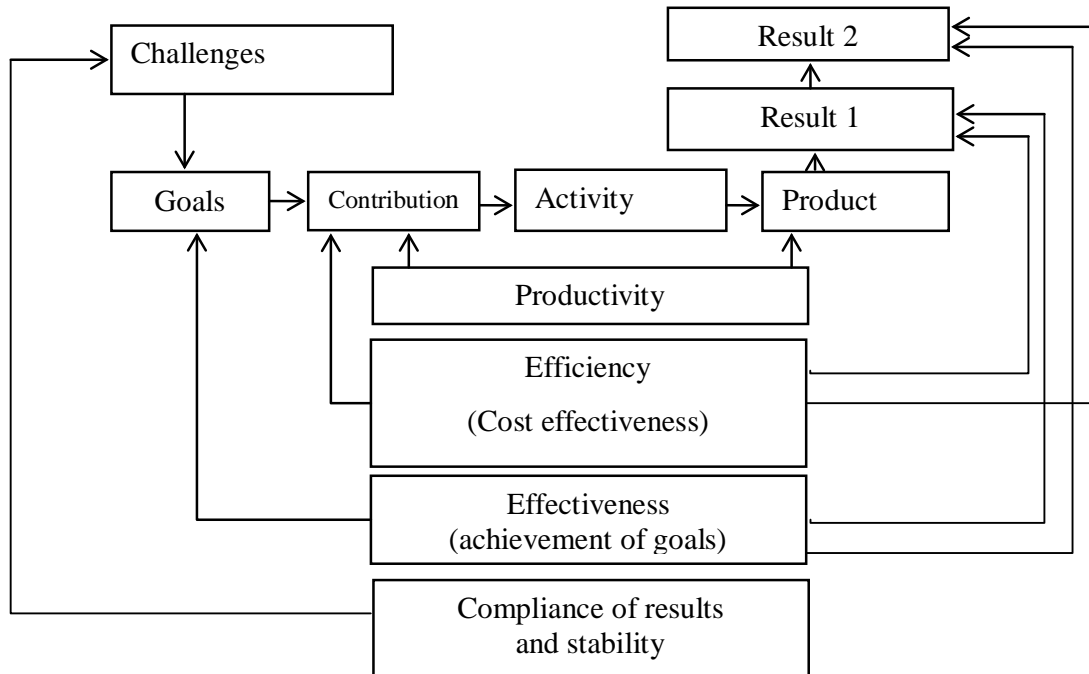 Result 2
Challenges
Result 1
Goals
Contribution
Activity
Product
Productivity
Efficiency
(Cost effectiveness)
Effectiveness
(achievement of goals)
Compliance of results
and stability